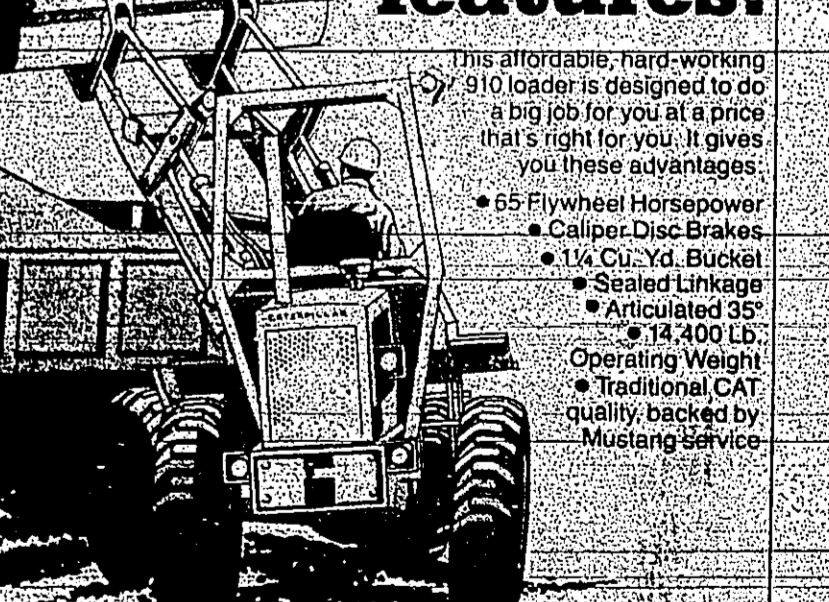 features.
This affordable, hard-working
910 loader is designed to do
a big job for you at a price
that's right for you. It gives
you these advantages.
• 65 Flywheel Horsepower
• Caliper Disc Brakes
• 1¼ Cu. Yd. Bucket
• Sealed Linkage
• Articulated 35°
• 14,400 Lb.
Operating Weight
• Traditional CAT
quality, backed by
Mustang service
CATERPILLAR